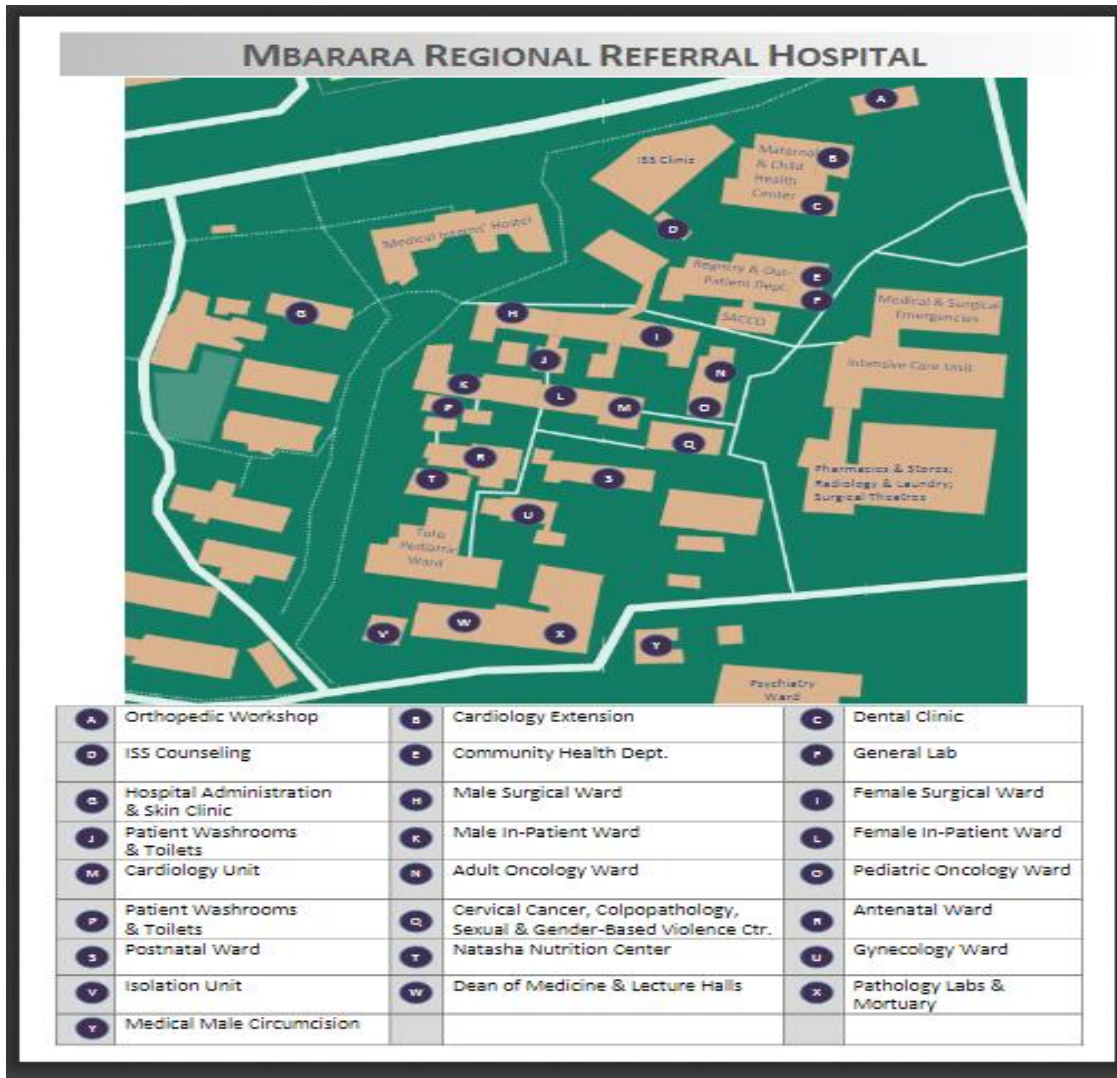 MBARARA REGIONAL REFERRAL HOSPITAL
A
ISS Clinic
Maternal
& Child
Health
Center
B
C
D
Medical Interns' Hostel
Registry & Out-
Patient Dept.
E
F
SACCO
Medical & Surgical
Emergencies
G
H
I
J
Intensive Care Unit
N
K
L
P
M
O
Q
R
T
S
Pharmacies & Stores;
Radiology & Laundry;
Surgical Theatres
U
Toto
Pediatric
Ward
V
W
X
Y
Psychiatry
Ward
A Orthopedic Workshop B Cardiology Extension C Dental Clinic
D ISS Counseling E Community Health Dept. F General Lab
G Hospital Administration
& Skin Clinic
H Male Surgical Ward I Female Surgical Ward
J Patient Washrooms
& Toilets
K Male In-Patient Ward L Female In-Patient Ward
M Cardiology Unit N Adult Oncology Ward O Pediatric Oncology Ward
P Patient Washrooms
& Toilets
Q Cervical Cancer, Colpopathology,
Sexual & Gender-Based Violence Ctr.
R Antenatal Ward
S Postnatal Ward T Natasha Nutrition Center U Gynecology Ward
V Isolation Unit W Dean of Medicine & Lecture Halls X Pathology Labs &
Mortuary
Y Medical Male Circumcision